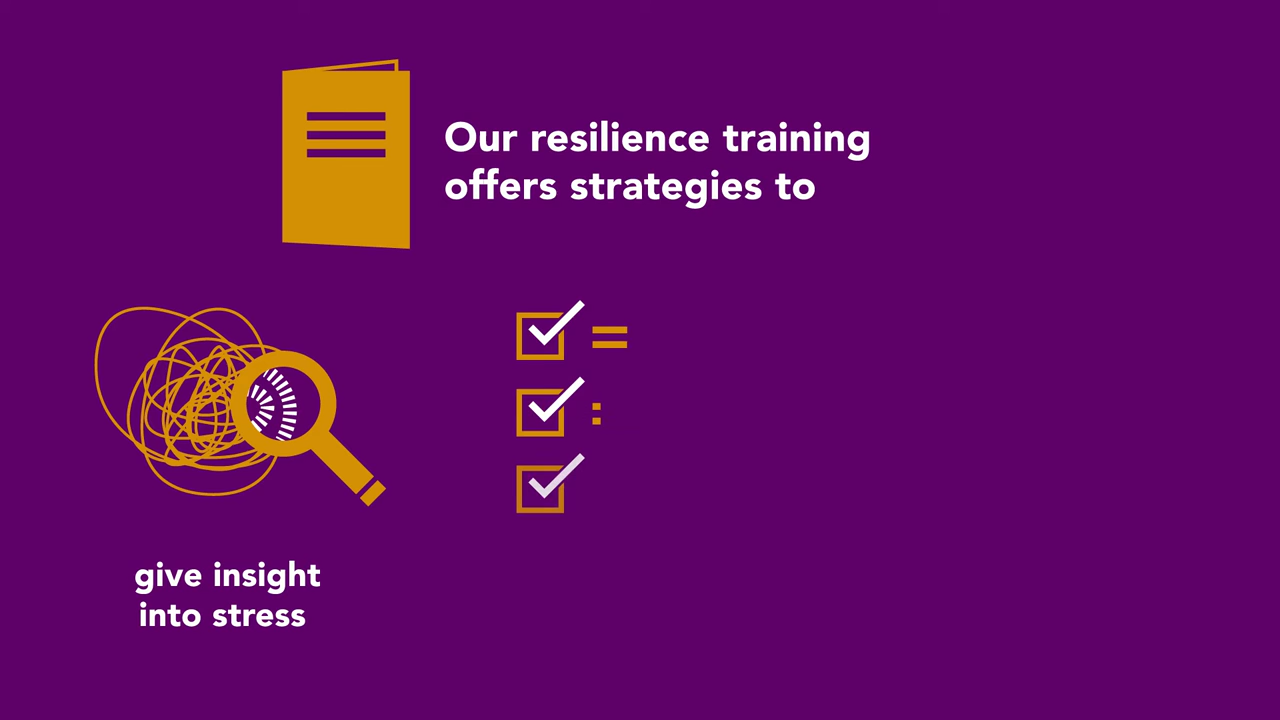 Our resilience training
offers strategies to
give insight
into stress